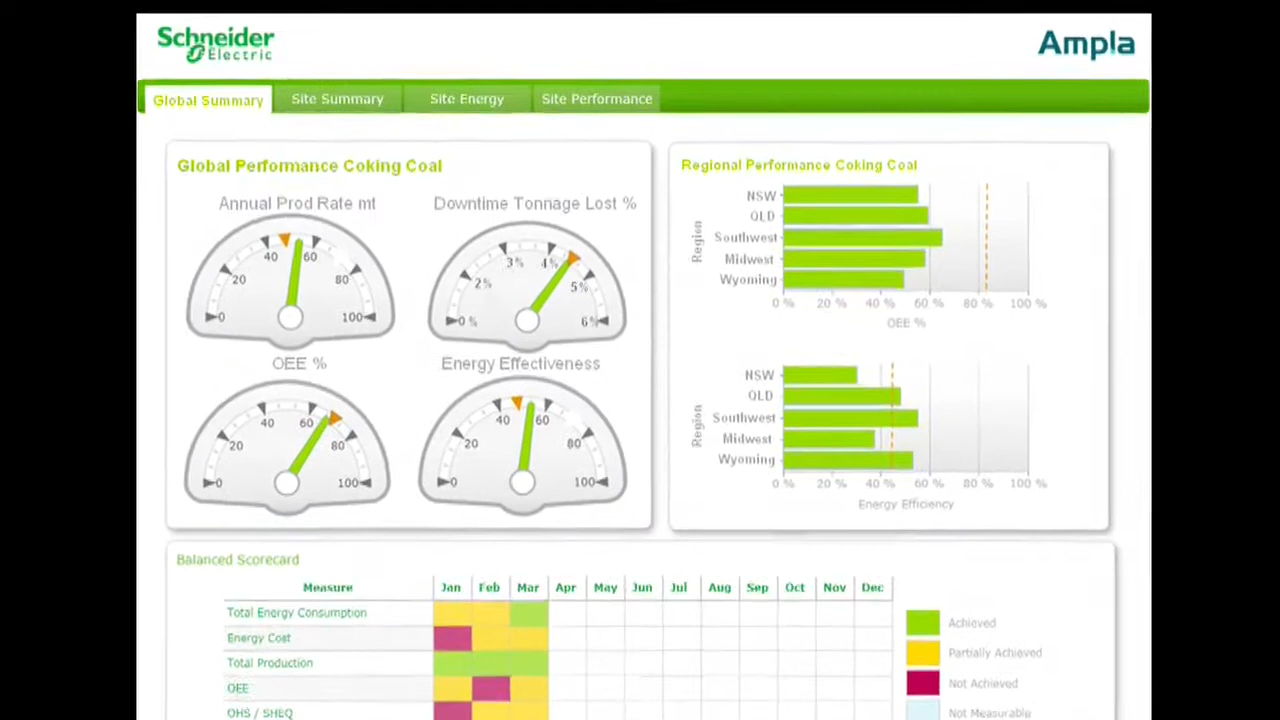 Schneider
Electric
Ampla
Global Summary
Site Summary
Site Energy
Site Performance
Global Performance Coking Coal
Annual Prod Rate mt
0
20
40
60
80
100
Downtime Tonnage Lost %
0 %
2%
3%
4%
5%
6%
OEE %
0
20
40
60
80
100
Energy Effectiveness
0
20
40
60
80
100
Regional Performance Coking Coal
Region
NSW
QLD
Southwest
Midwest
Wyoming
0 %
20 %
40 %
60 %
80 %
100 %
OEE %
Region
NSW
QLD
Southwest
Midwest
Wyoming
0 %
20 %
40 %
60 %
80 %
100 %
Energy Efficiency
Balanced Scorecard
Measure Jan Feb Mar Apr May Jun Jul Aug Sep Oct Nov Dec
Total Energy Consumption
Energy Cost
Total Production
OEE
OHS / SHEQ
Achieved
Partially Achieved
Not Achieved
Not Measurable